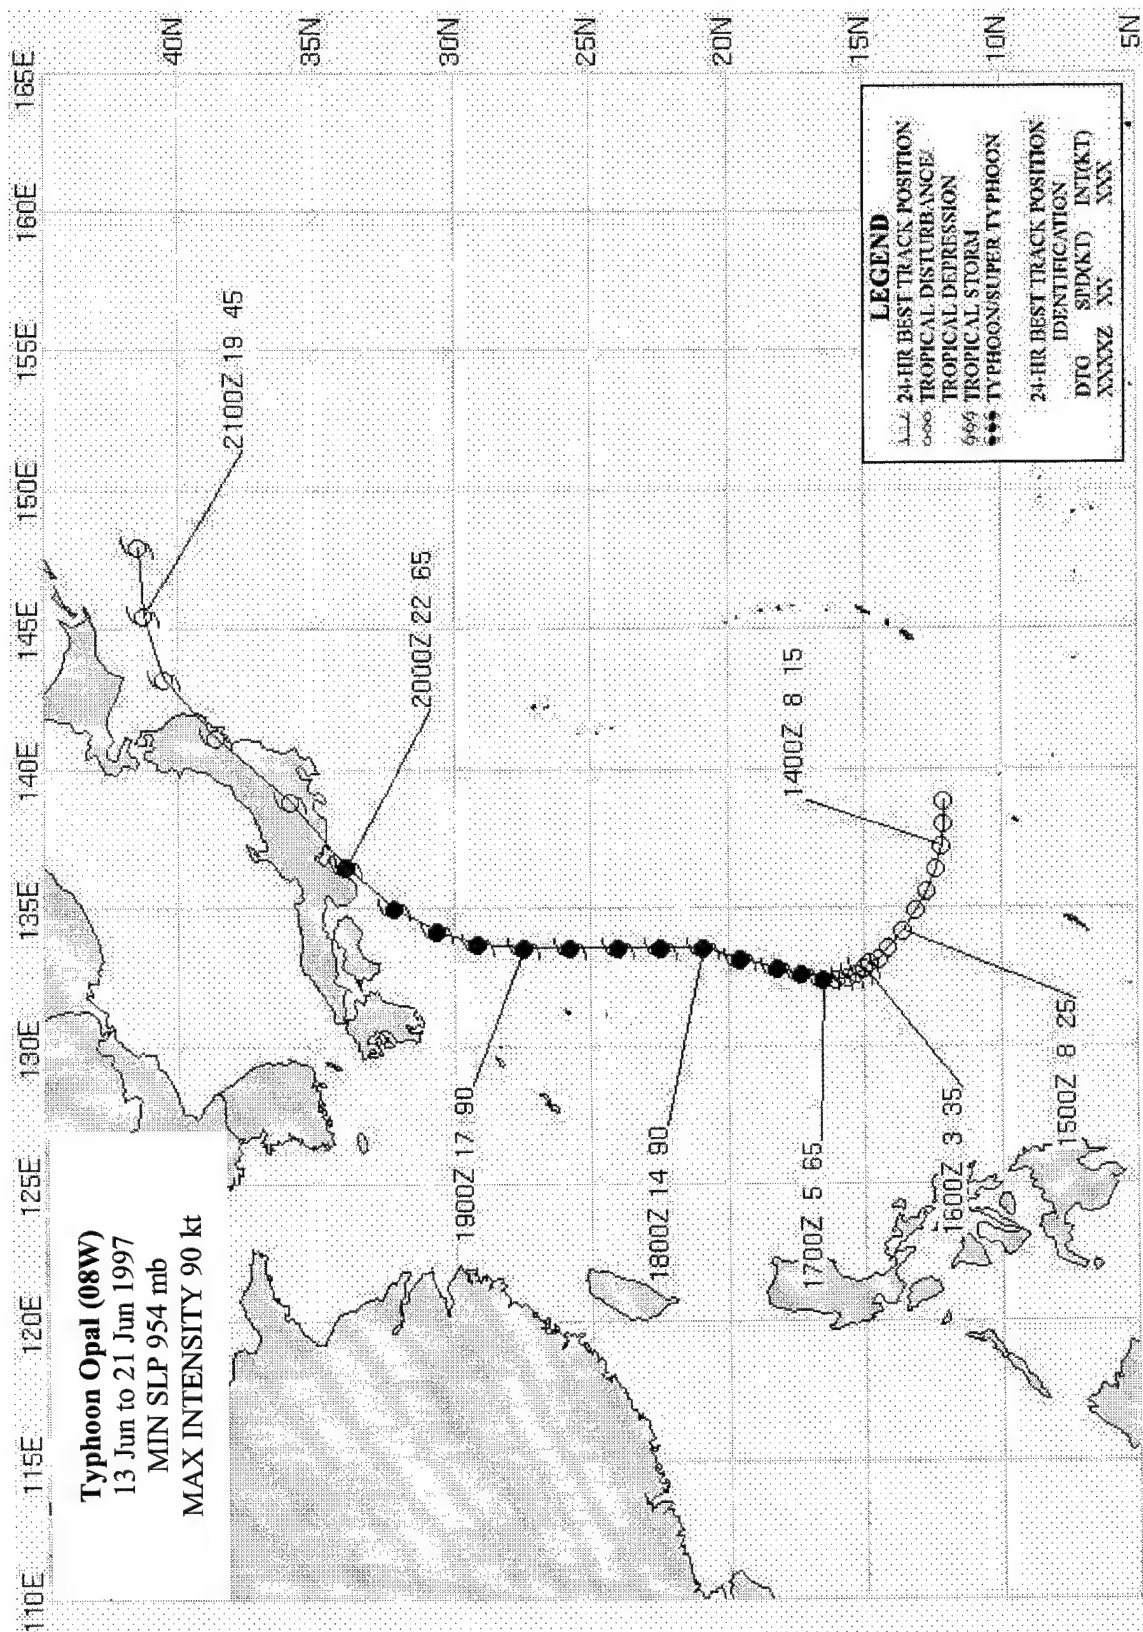 Typhoon Opal (08W)
13 Jun to 21 Jun 1997
MIN SLP 954 mb
MAX INTENSITY 90 kt
110E 115E 120E 125E 130E 135E 140E 145E 150E 155E 160E 165E
40N
35N
30N
25N
20N
15N
10N
5N
2100Z 19 45
2000Z 22 65
1900Z 17 90
1800Z 14 90
1700Z 5 65
1600Z 3 35
1500Z 8 25
1400Z 8 15
LEGEND
24-HR BEST TRACK POSITION
TROPICAL DISTURBANCE/
TROPICAL DEPRESSION
TROPICAL STORM
TYPHOON/SUPER TYPHOON
24-HR BEST TRACK POSITION
IDENTIFICATION
DTG SPD(KT) INT(KT)
XXXXZ XX XXX